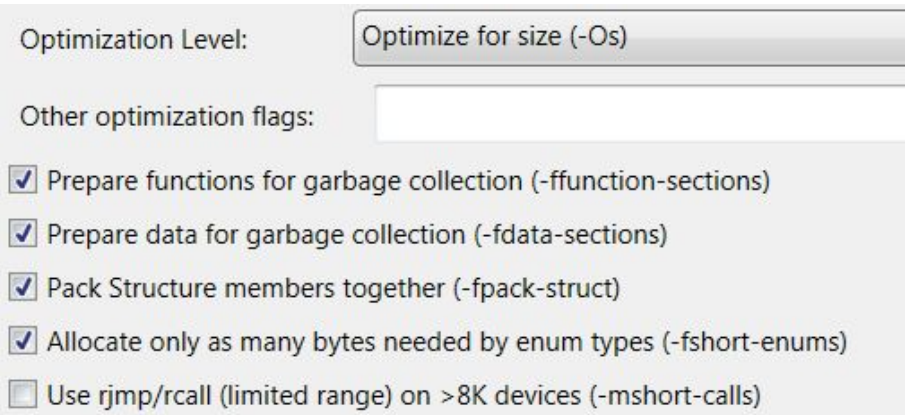 Optimization Level: Optimize for size (-Os)
Other optimization flags:
Prepare functions for garbage collection (-ffunction-sections)
Prepare data for garbage collection (-fdata-sections)
Pack Structure members together (-fpack-struct)
Allocate only as many bytes needed by enum types (-fshort-enums)
Use rjmp/rcall (limited range) on >8K devices (-mshort-calls)